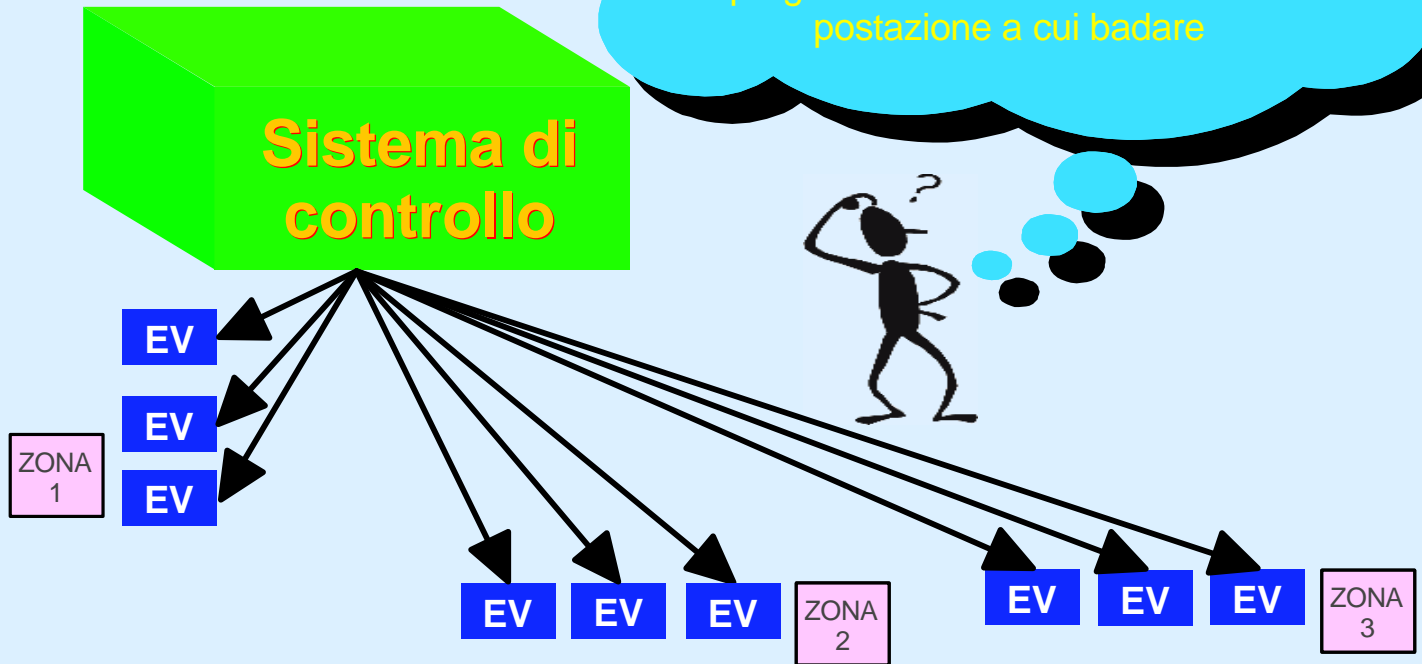 postazione a cui badare
Sistema di
controllo
?
EV
EV
EV
ZONA
1
EV
EV
EV
ZONA
2
EV
EV
EV
ZONA
3